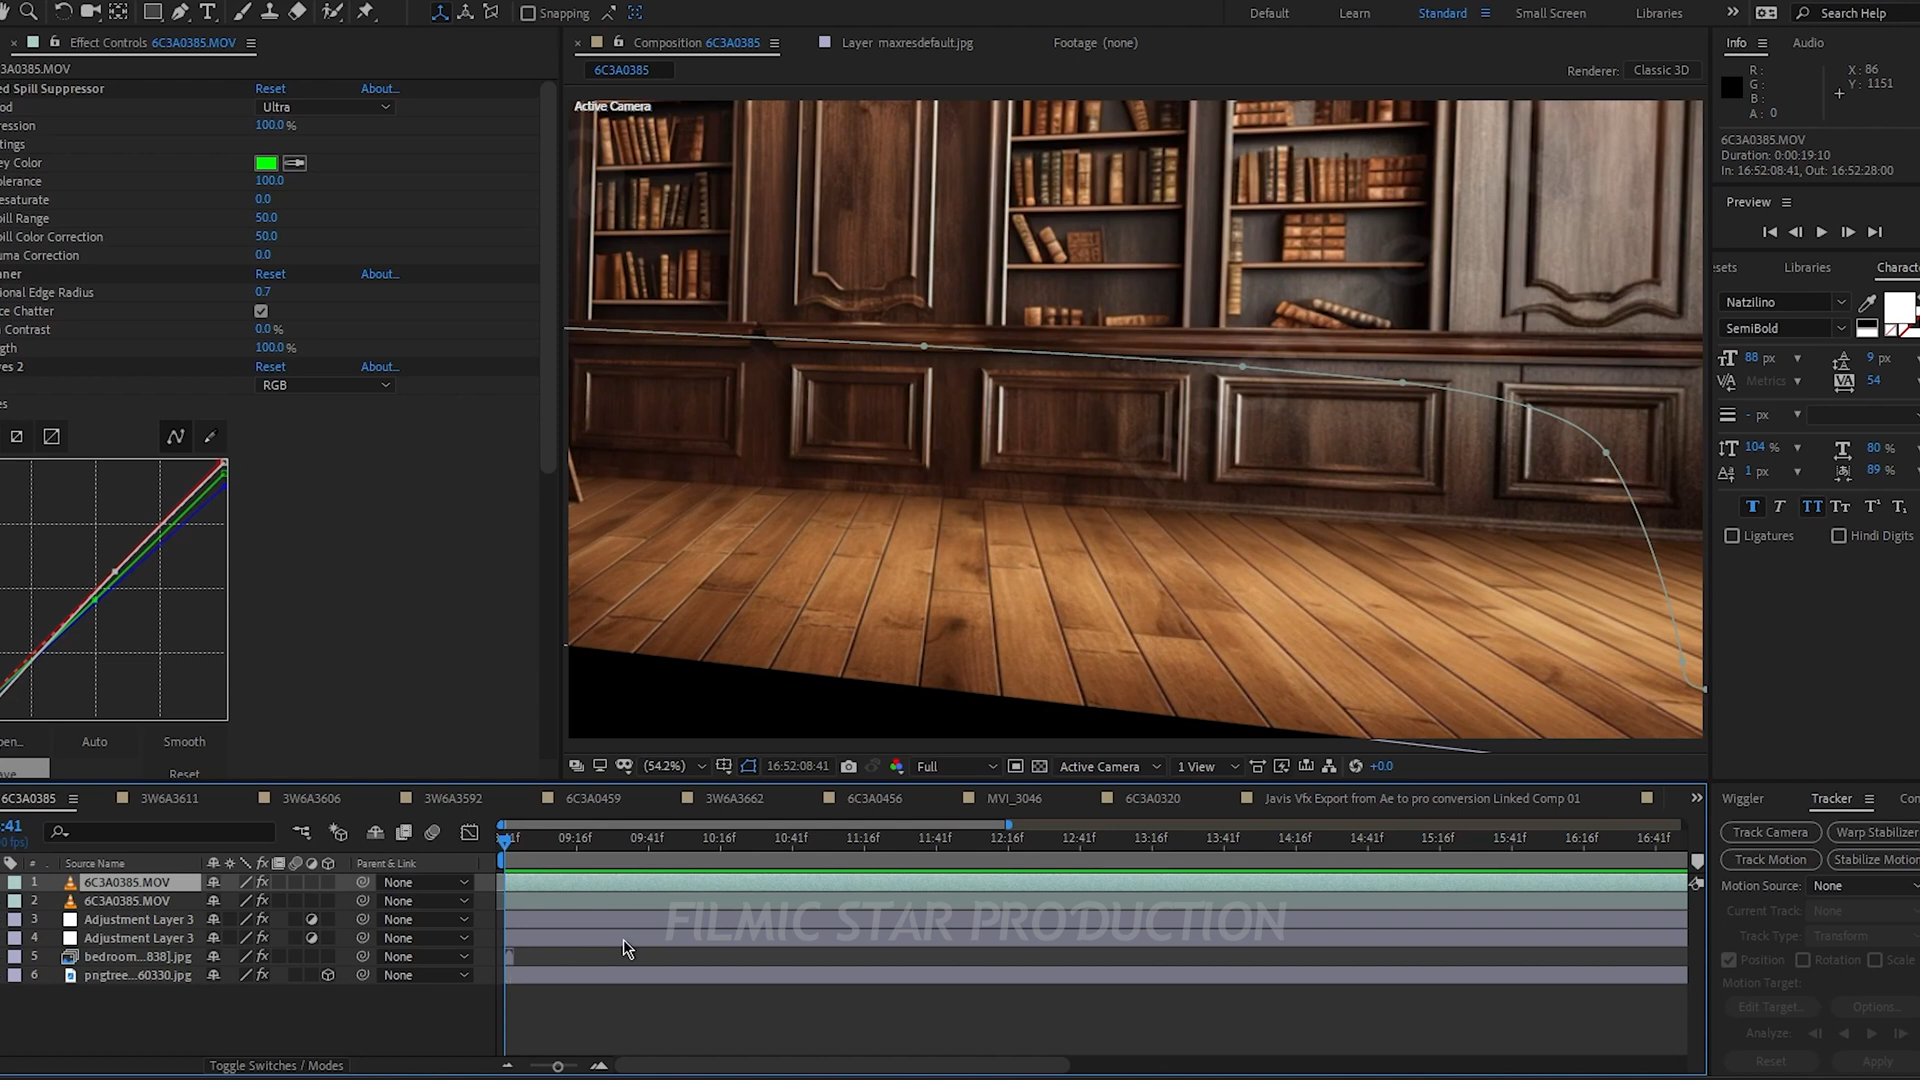 Snapping
Default
Learn
Standard
Small Screen
Libraries
Search Help
Effect Controls 6C3A0385.MOV
Composition 6C3A0385
Layer maxresdefault.jpg
Footage (none)
Info
Audio
3A0385.MOV
6C3A0385
Renderer:
Classic 3D
R :
G :
B :
A : 0
X : 86
Y : 1151
ed Spill Suppressor
Reset
About...
od
Ultra
ression
100.0 %
tings
ey Color
olerance
100.0
esaturate
0.0
pill Range
50.0
pill Color Correction
50.0
uma Correction
0.0
aner
Reset
About...
ional Edge Radius
0.7
ce Chatter
n Contrast
0.0 %
gth
100.0 %
ves 2
Reset
About...
RGB
es
pen...
Auto
Smooth
ave
Reset
Active Camera
6C3A0385.MOV
Duration: 0:00:19:10
In: 16:52:08:41, Out: 16:52:28:00
Preview
sets
Libraries
Characte
Natzilino
SemiBold
88 px
9 px
Metrics
54
- px
104 %
80 %
1 px
89 %
Ligatures
Hindi Digits
(54.2%)
16:52:08:41
Full
Active Camera
1 View
+0.0
6C3A0385
3W6A3611
3W6A3606
3W6A3592
6C3A0459
3W6A3662
6C3A0456
MVI_3046
6C3A0320
Javis Vfx Export from Ae to pro conversion Linked Comp 01
Wiggler
Tracker
Co
:41
00 fps)
09:16f
09:41f
10:16f
10:41f
11:16f
11:41f
12:16f
12:41f
13:16f
13:41f
14:16f
14:41f
15:16f
15:41f
16:16f
16:41f
Track Camera
Warp Stabilizer
Track Motion
Stabilize Motion
Motion Source:
None
Current Track:
None
Track Type:
Transform
Position
Rotation
Scale
Motion Target:
Edit Target...
Options...
Analyze:
Reset
Apply
#
Source Name
Parent & Link
1
6C3A0385.MOV
None
2
6C3A0385.MOV
None
3
Adjustment Layer 3
None
4
Adjustment Layer 3
None
5
bedroom...838].jpg
None
6
pngtree...60330.jpg
None
FILMIC STAR PRODUCTION
Toggle Switches / Modes